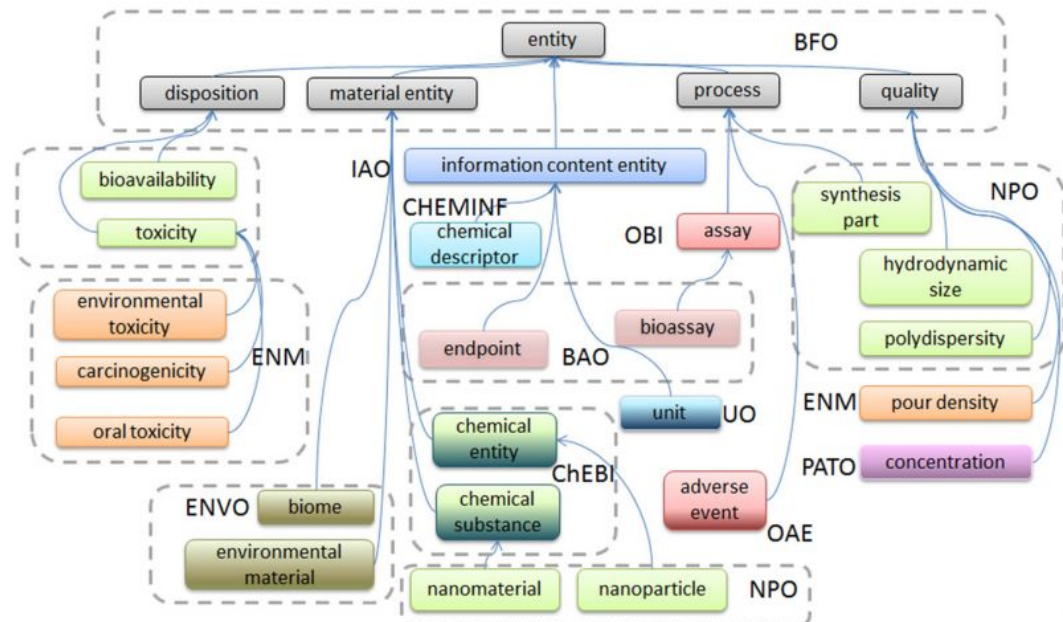 entity
BFO
disposition
material entity
process
quality
bioavailability
IAO
information content entity
synthesis
part
NPO
toxicity
CHEMINF
chemical
descriptor
OBI
assay
hydrodynamic
size
environmental
toxicity
ENM
carcinogenicity
oral toxicity
endpoint
BAO
bioassay
polydispersity
unit
UO
ENM
pour density
chemical
entity
ChEBI
PATO
concentration
chemical
substance
adverse
event
OAE
ENVO
biome
environmental
material
nanomaterial
nanoparticle
NPO